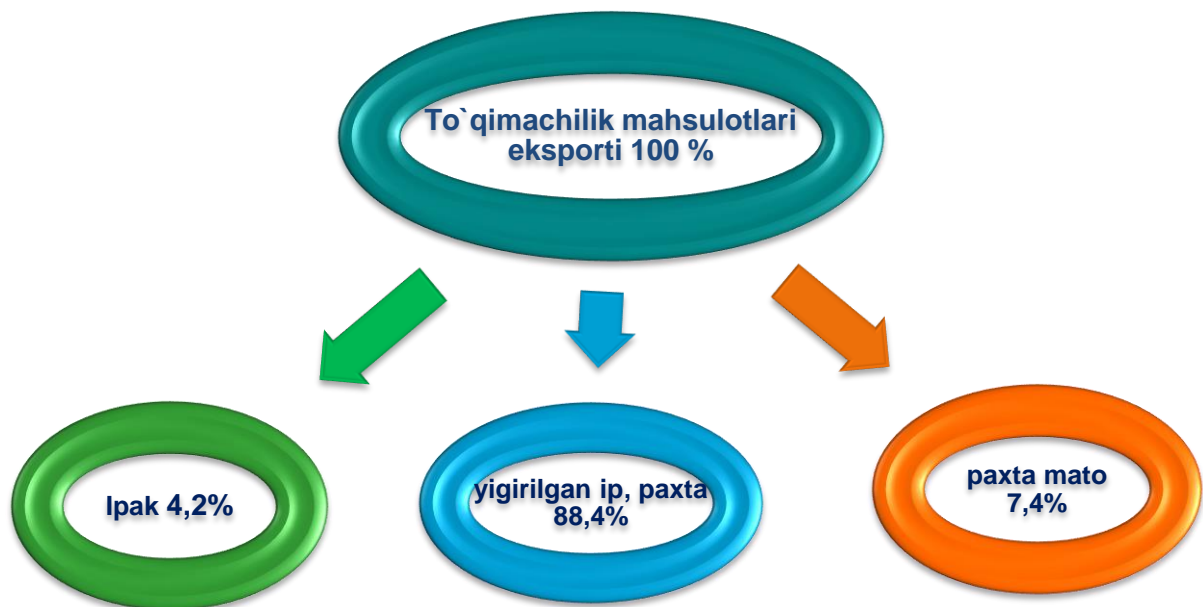 To`qimachilik mahsulotlari
eksporti 100 %
Ipak 4,2%
yigirilgan ip, paxta
88,4%
paxta mato
7,4%